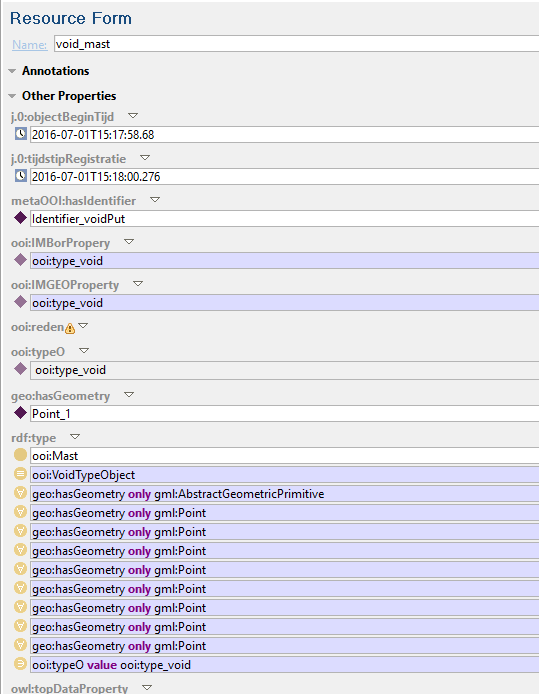 Resource Form
Name: void_mast
Annotations
Other Properties
j.0:objectBeginTijd
2016-07-01T15:17:58.68
j.0:tijdstipRegistratie
2016-07-01T15:18:00.276
metaOOI:hasIdentifier
Identifier_voidPut
ooi:IMBorPropery
ooi:type_void
ooi:IMGEOProperty
ooi:type_void
ooi:reden
ooi:typeO
ooi:type_void
geo:hasGeometry
Point_1
rdf:type
ooi:Mast
ooi:VoidTypeObject
geo:hasGeometry only gml:AbstractGeometricPrimitive
geo:hasGeometry only gml:Point
geo:hasGeometry only gml:Point
geo:hasGeometry only gml:Point
geo:hasGeometry only gml:Point
geo:hasGeometry only gml:Point
geo:hasGeometry only gml:Point
geo:hasGeometry only gml:Point
geo:hasGeometry only gml:Point
ooi:typeO value ooi:type_void
owl:topDataProperty